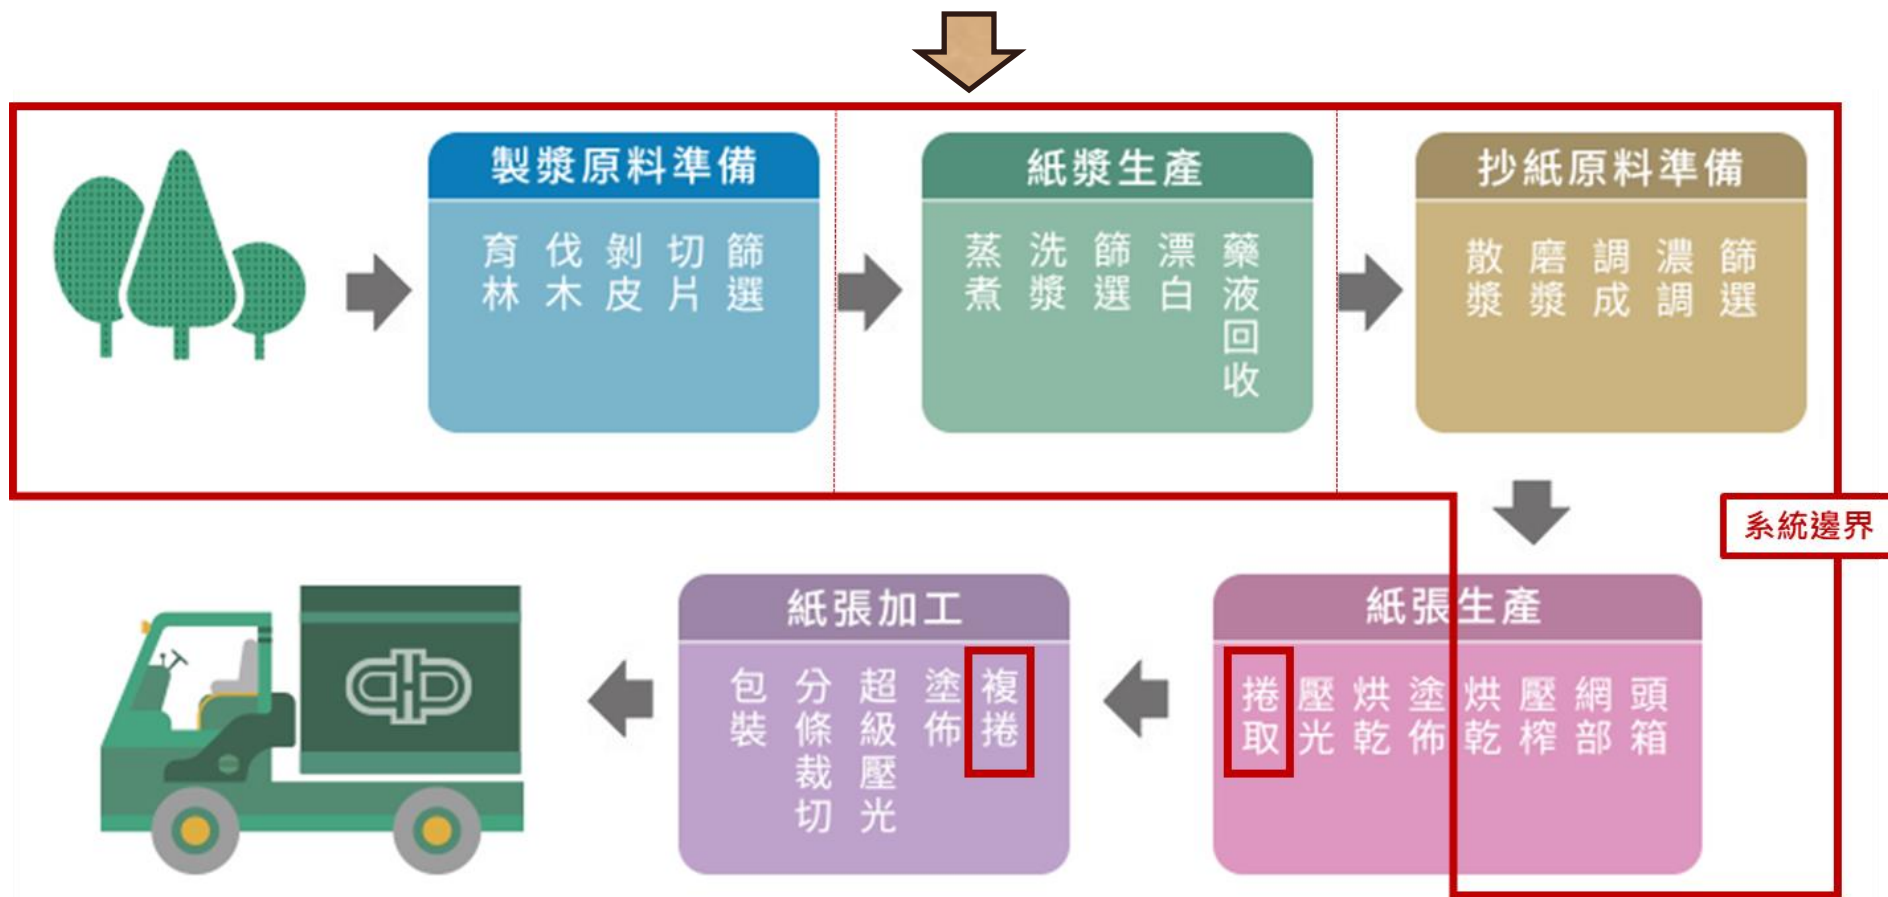 製漿原料準備
育林
伐木
剝皮
切片
篩選
紙漿生產
蒸煮
洗漿
篩選
漂白
藥液回收
抄紙原料準備
散漿
磨漿
調成
濃調
篩選
系統邊界
紙張生產
頭箱
網部
壓榨
烘乾
塗佈
烘乾
壓光
捲取
紙張加工
複捲
塗佈
超級壓光
分條裁切
包裝